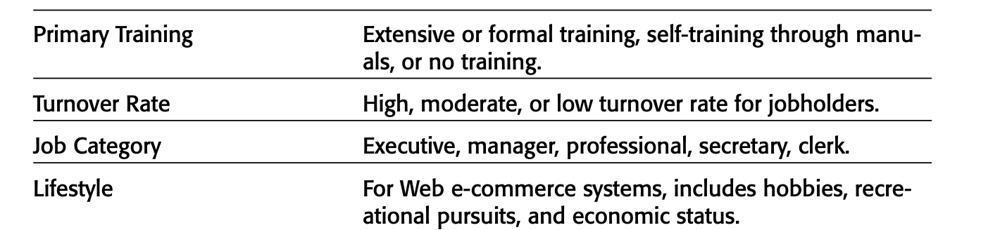 Primary Training
Extensive or formal training, self-training through manu-
als, or no training.
Turnover Rate
High, moderate, or low turnover rate for jobholders.
Job Category
Executive, manager, professional, secretary, clerk.
Lifestyle
For Web e-commerce systems, includes hobbies, recre-
ational pursuits, and economic status.